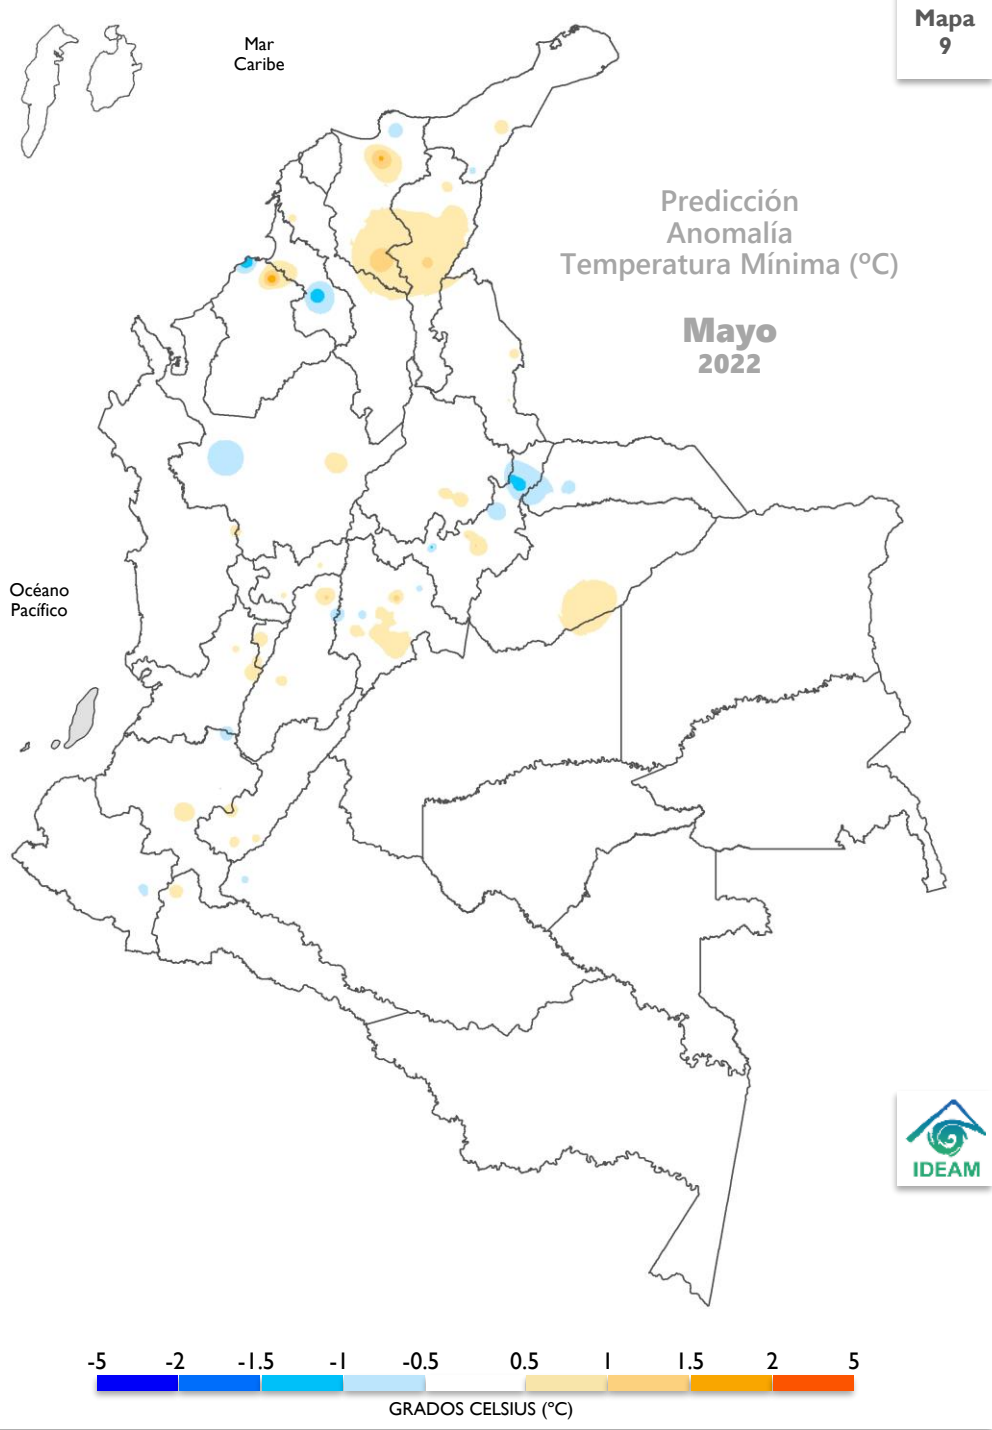 Mapa
9
Mar
Caribe
Predicción
Anomalía
Temperatura Mínima (ºC)
Mayo
2022
Océano
Pacífico
IDEAM
-5 -2 -1.5 -1 -0.5 0.5 1 1.5 2 5
GRADOS CELSIUS (ºC)